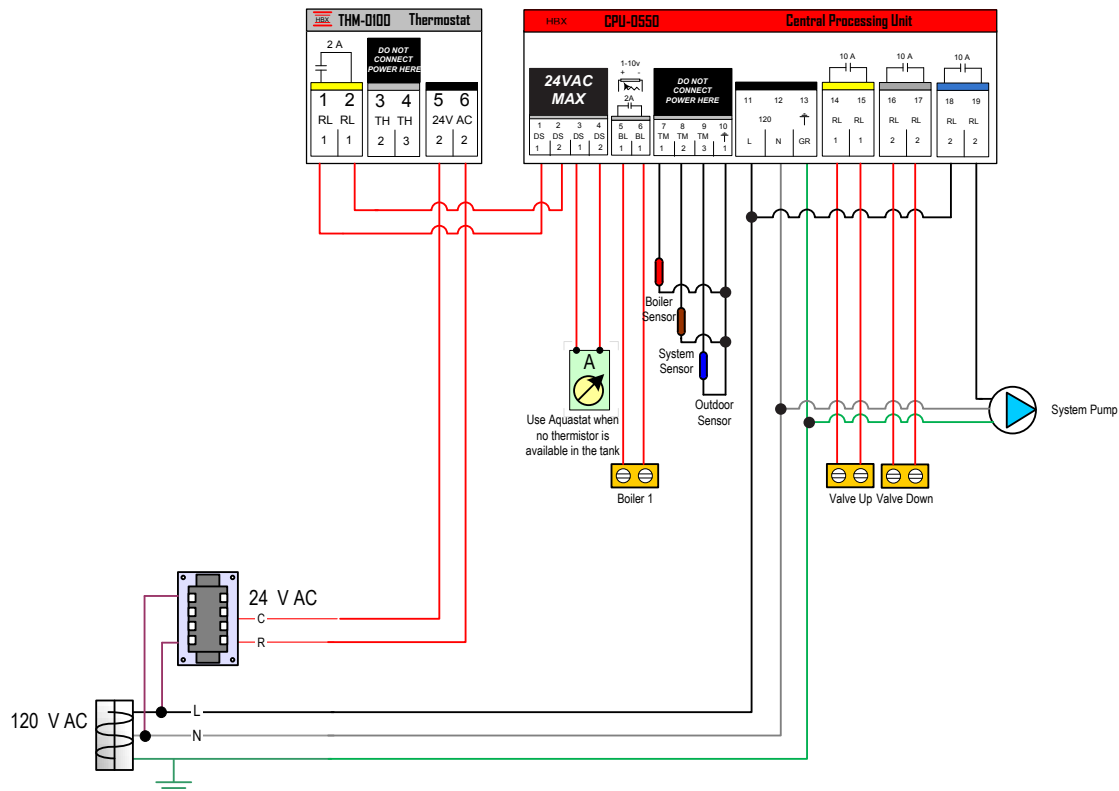 HBX THM-0100 Thermostat
2 A
DO NOT
CONNECT
POWER HERE
1 2 3 4 5 6
RL RL TH TH 24V AC
1 1 2 3 2 2
HBX CPU-0550 Central Processing Unit
24VAC
MAX
1-10v
+ -
2A
DO NOT
CONNECT
POWER HERE
10 A 10 A 10 A
1 2 3 4 5 6 7 8 9 10 11 12 13 14 15 16 17 18 19
DS DS DS DS BL BL TM TM TM 120 RL RL RL RL RL RL
1 2 1 2 1 1 1 2 3 1 L N GR 1 1 2 2 2 2
Boiler
Sensor
System
Sensor
Outdoor
Sensor
A
Use Aquastat when
no thermistor is
available in the tank
System Pump
Boiler 1
Valve Up Valve Down
24 V AC
C
R
120 V AC
L
N